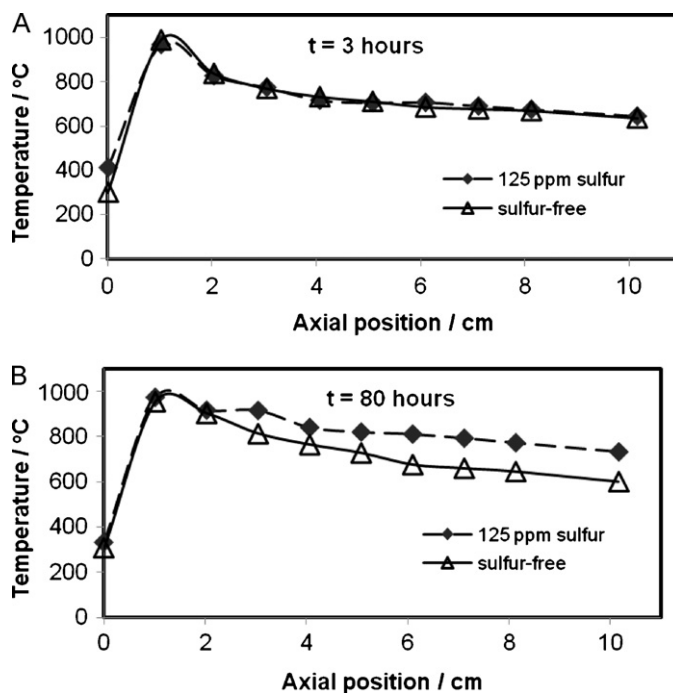 A
t = 3 hours
Temperature / ºC
1000
800
600
400
200
0
125 ppm sulfur
sulfur-free
0 2 4 6 8 10
Axial position / cm
B
t = 80 hours
Temperature / ºC
1000
800
600
400
200
0
125 ppm sulfur
sulfur-free
0 2 4 6 8 10
Axial position / cm